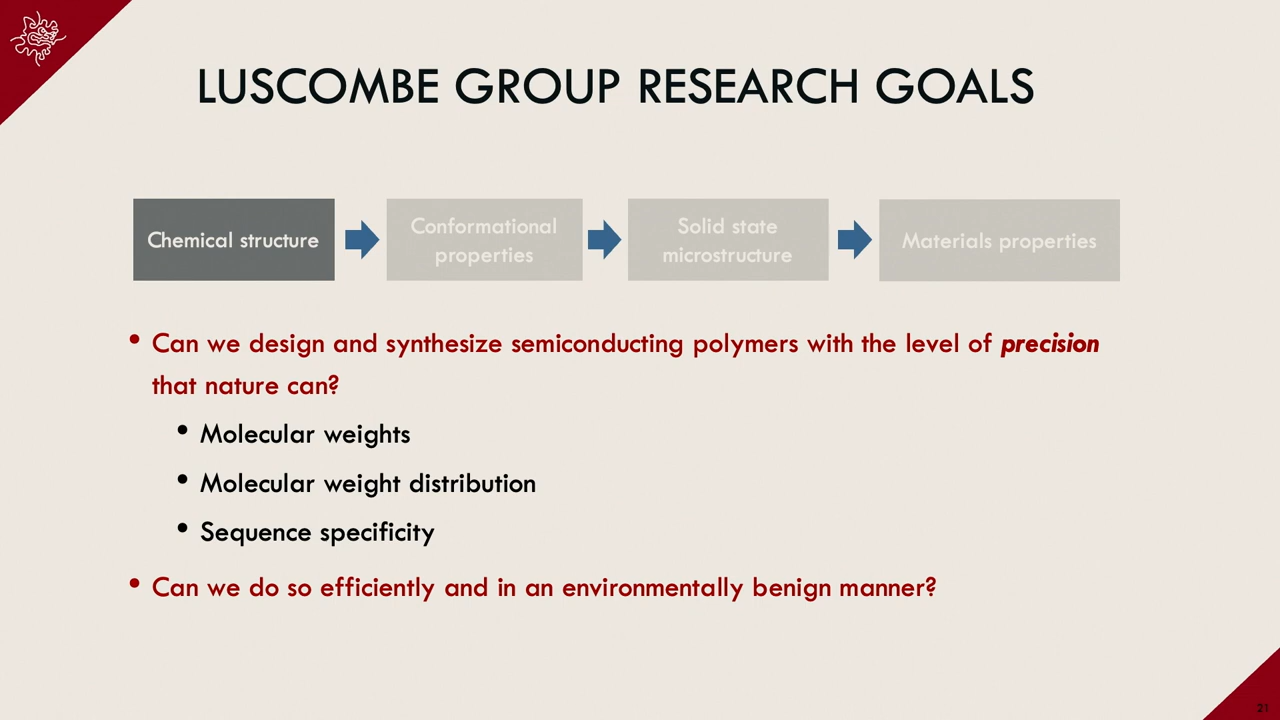 LUSCOMBE GROUP RESEARCH GOALS
Chemical structure
Conformational
properties
Solid state
microstructure
Materials properties
• Can we design and synthesize semiconducting polymers with the level of precision
that nature can?
• Molecular weights
• Molecular weight distribution
• Sequence specificity
• Can we do so efficiently and in an environmentally benign manner?
21